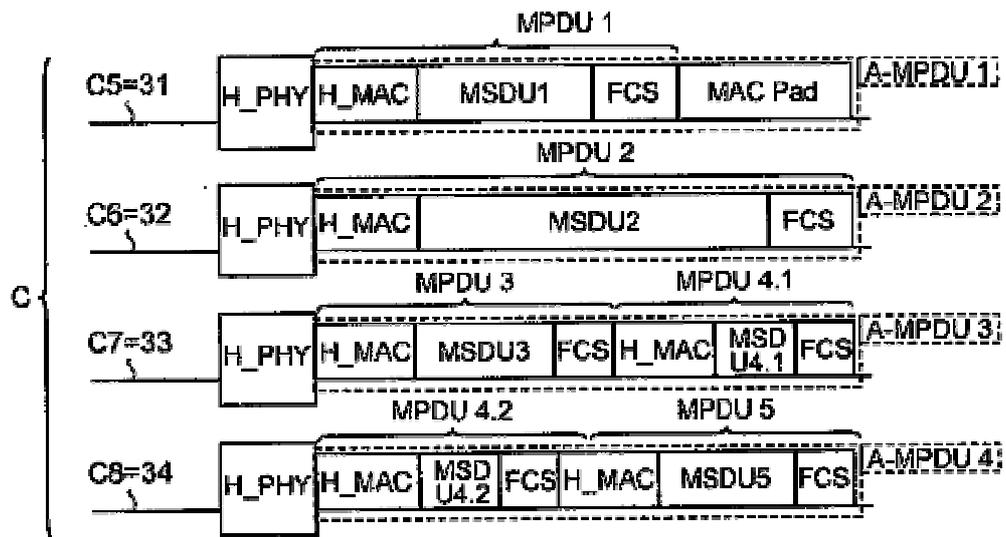 MPDU 1
C5=31
H_PHY
H_MAC
MSDU1
FCS
MAC Pad
A-MPDU 1
MPDU 2
C6=32
H_PHY
H_MAC
MSDU2
FCS
A-MPDU 2
C
MPDU 3
MPDU 4.1
C7=33
H_PHY
H_MAC
MSDU3
FCS
H_MAC
MSD
U4.1
FCS
A-MPDU 3
MPDU 4.2
MPDU 5
C8=34
H_PHY
H_MAC
MSD
U4.2
FCS
H_MAC
MSDU5
FCS
A-MPDU 4